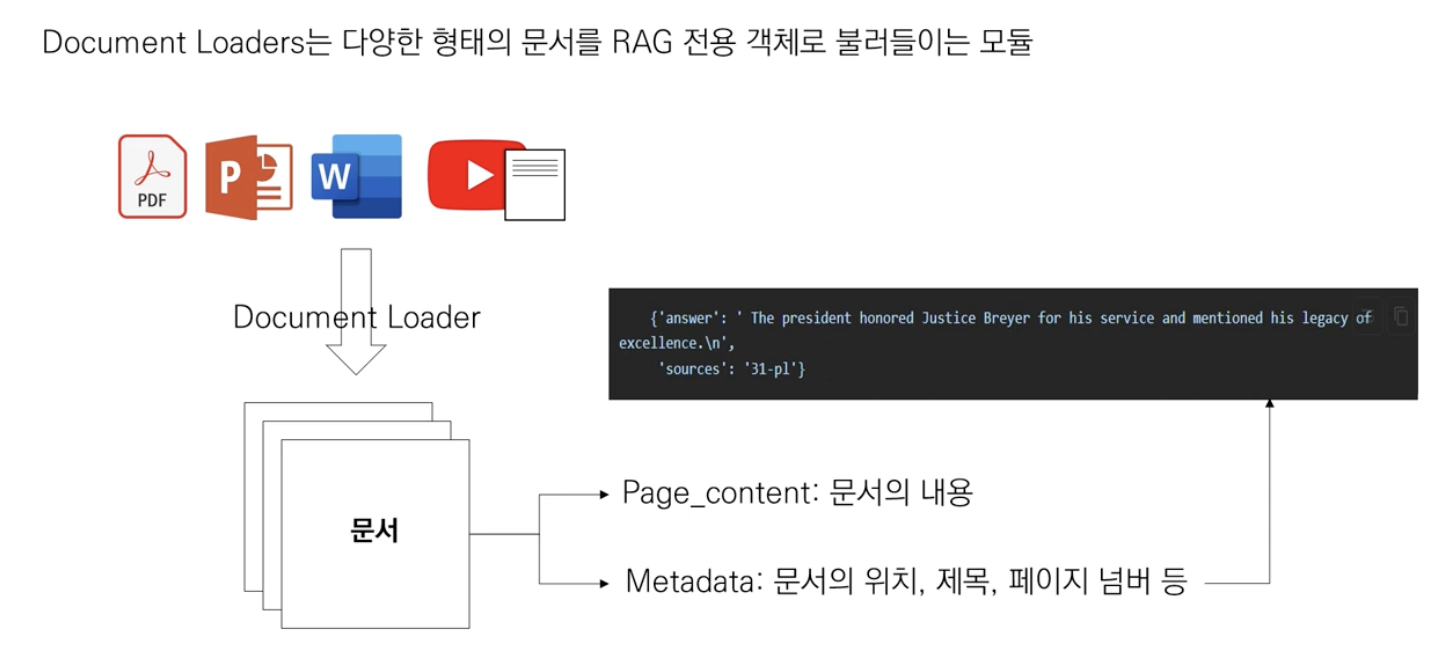 Document Loaders는 다양한 형태의 문서를 RAG 전용 객체로 불러들이는 모듈
PDF
P
W
Document Loader
{'answer': ' The president honored Justice Breyer for his service and mentioned his legacy of
excellence.\n',
'sources': '31-pl'}
문서
Page_content: 문서의 내용
Metadata: 문서의 위치, 제목, 페이지 넘버 등